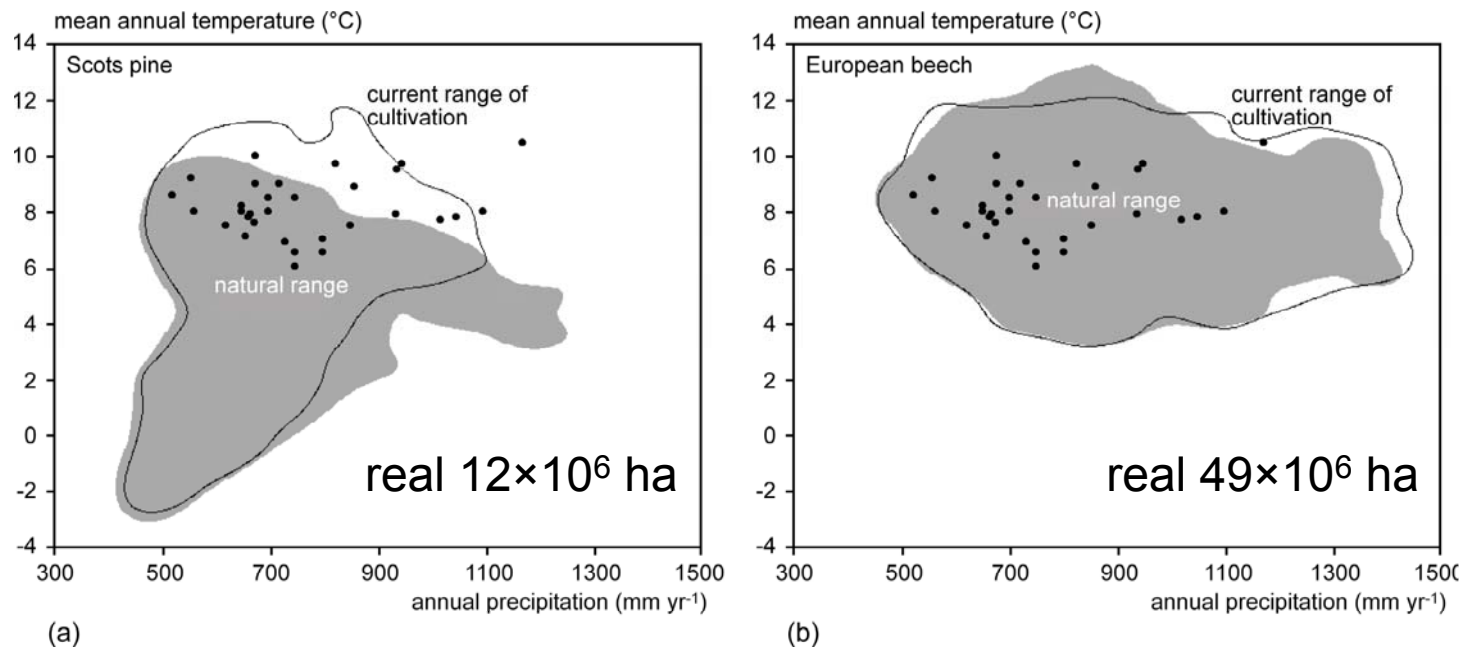 mean annual temperature (°C)
14
12
10
8
6
4
2
0
-2
-4
Scots pine
current range of
cultivation
natural range
real 12×10⁶ ha
300
500
700
900
1100
1300
1500
annual precipitation (mm yr⁻¹)
(a)
mean annual temperature (°C)
14
12
10
8
6
4
2
0
-2
-4
European beech
current range of
cultivation
natural range
real 49×10⁶ ha
300
500
700
900
1100
1300
1500
annual precipitation (mm yr⁻¹)
(b)